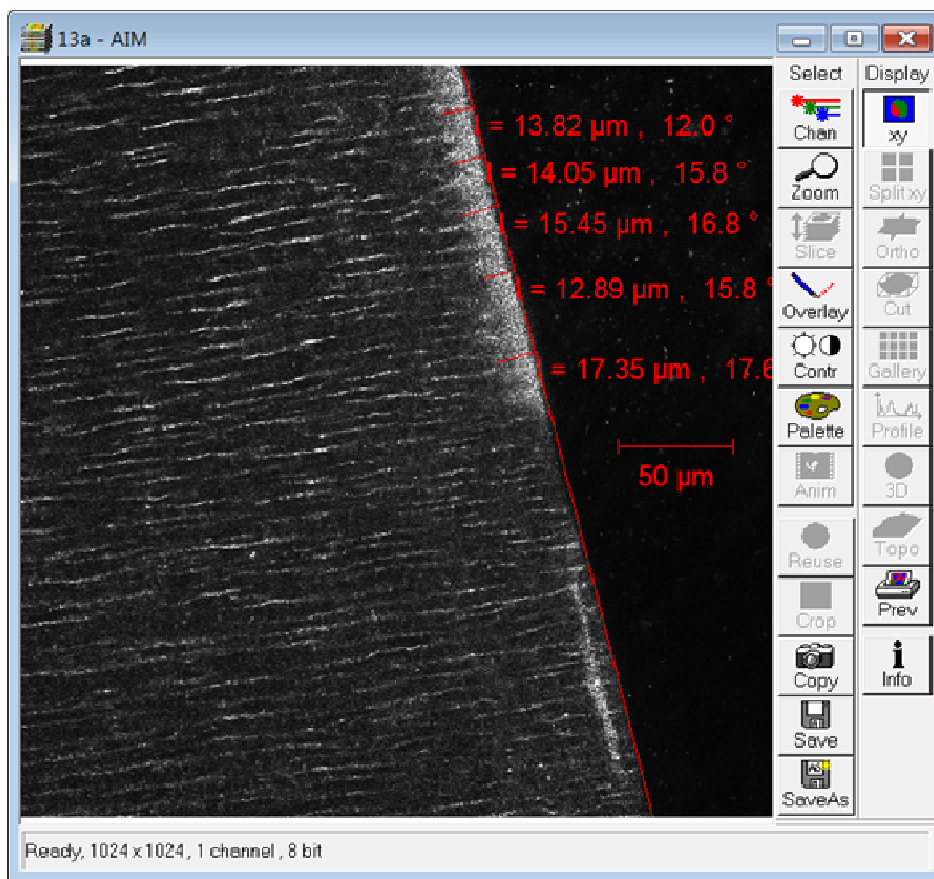 13a - AIM
Select Display
Chan xy
Zoom Split xy
Slice Ortho
Overlay Cut
Contr Gallery
Palette Profile
Anim 3D
Reuse Topo
Crop Prev
Copy Info
Save
SaveAs
l = 13.82 µm , 12.0 °
l = 14.05 µm , 15.8 °
l = 15.45 µm , 16.8 °
l = 12.89 µm , 15.8 °
l = 17.35 µm , 17.6
50 µm
Ready, 1024 x 1024, 1 channel, 8 bit